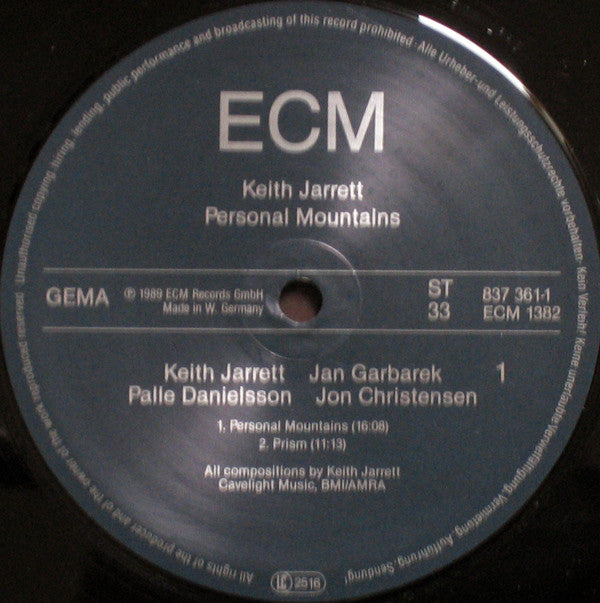 Unauthorised copying, hiring, lending, public performance and broadcasting of this record prohibited · Alle Urheber- und Leistungsschutzrechte vorbehalten · Kein Verleih! Keine unerlaubte Vervielfältigung, Vermietung, Aufführung, Sendung!
ECM
Keith Jarrett
Personal Mountains
GEMA
℗ 1989 ECM Records GmbH
Made in W. Germany
ST
33
837 361-1
ECM 1382
Keith Jarrett Jan Garbarek 1
Palle Danielsson Jon Christensen
1. Personal Mountains (16:08)
2. Prism (11:13)
All compositions by Keith Jarrett
Cavelight Music, BMI/AMRA
LC 2516
All rights of the producer and of the owner of the work reproduced reserved